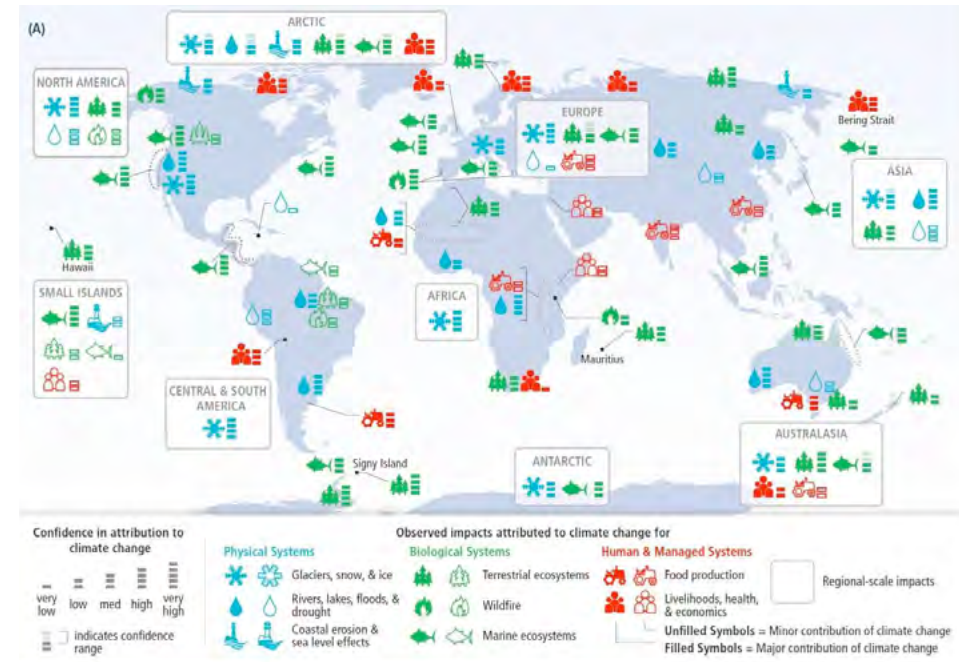 (A)
ARCTIC
NORTH AMERICA
EUROPE
Bering Strait
ASIA
Hawaii
SMALL ISLANDS
AFRICA
Mauritius
CENTRAL & SOUTH
AMERICA
AUSTRALASIA
Signy Island
ANTARCTIC
Confidence in attribution to
climate change
very
low
low
med
high
very
high
indicates confidence
range
Observed impacts attributed to climate change for
Physical Systems
Glaciers, snow, & ice
Rivers, lakes, floods, &
drought
Coastal erosion &
sea level effects
Biological Systems
Terrestrial ecosystems
Wildfire
Marine ecosystems
Human & Managed Systems
Food production
Livelihoods, health,
& economics
Regional-scale impacts
Unfilled Symbols = Minor contribution of climate change
Filled Symbols = Major contribution of climate change